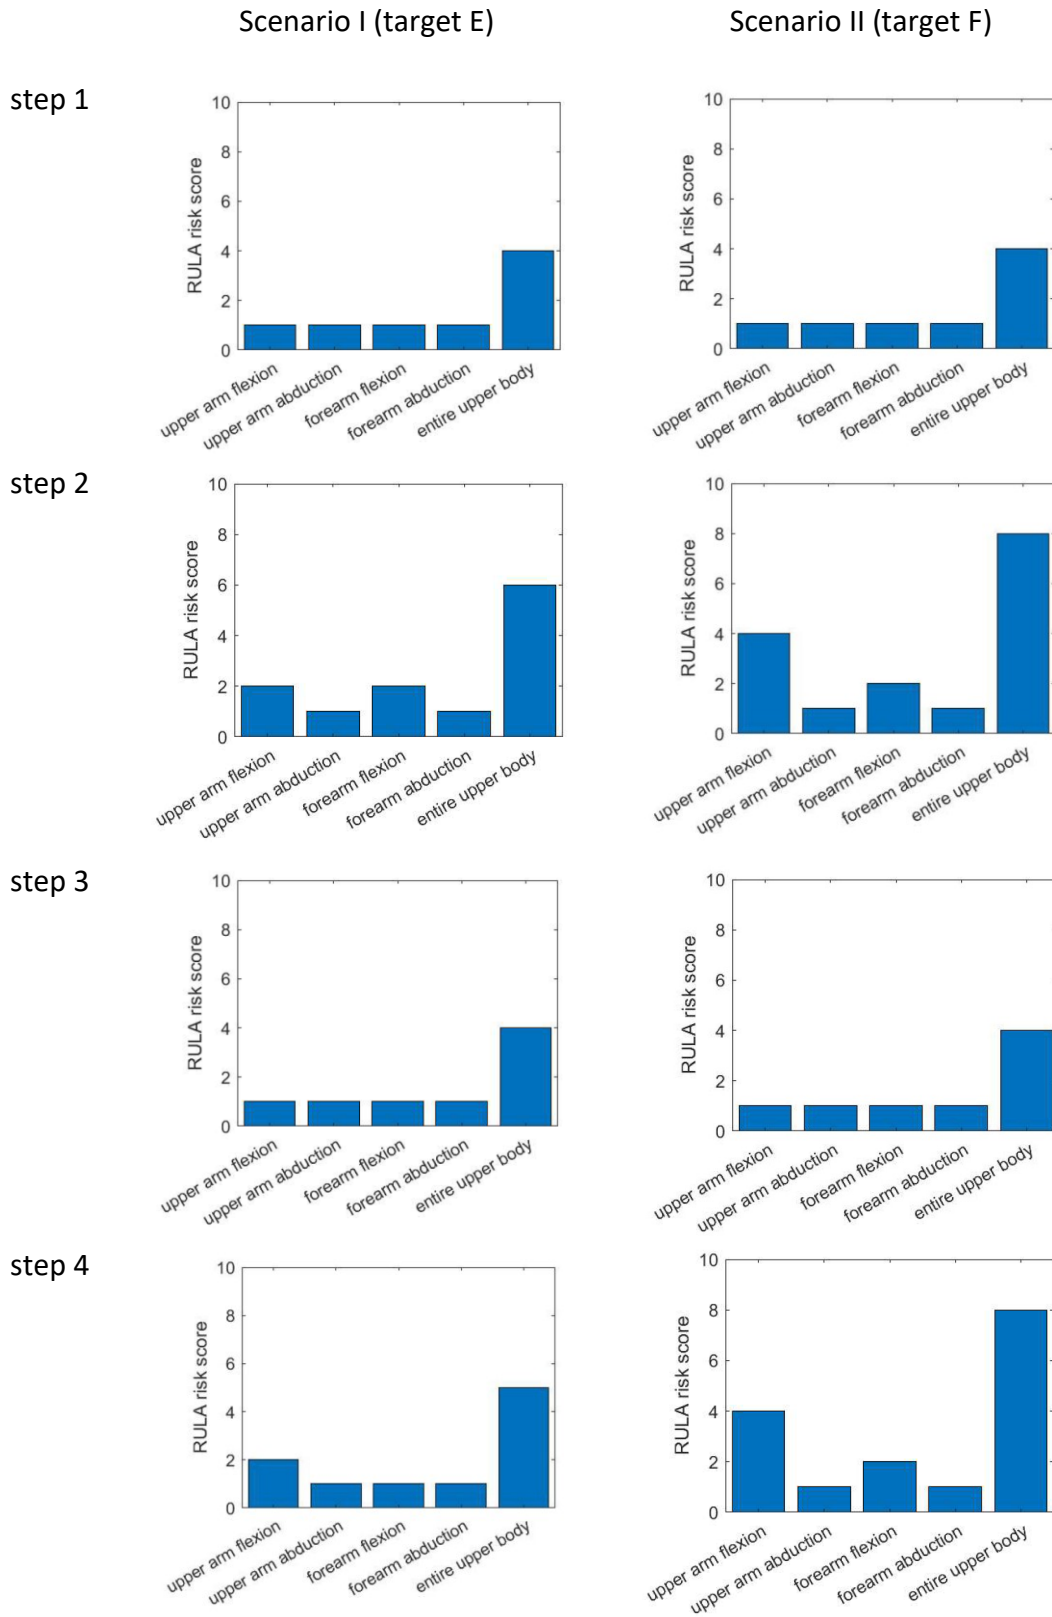 Scenario I (target E)
Scenario II (target F)
step 1
RULA risk score
10
8
6
4
2
0
upper arm flexion
upper arm abduction
forearm flexion
forearm abduction
entire upper body
RULA risk score
10
8
6
4
2
0
upper arm flexion
upper arm abduction
forearm flexion
forearm abduction
entire upper body
step 2
RULA risk score
10
8
6
4
2
0
upper arm flexion
upper arm abduction
forearm flexion
forearm abduction
entire upper body
RULA risk score
10
8
6
4
2
0
upper arm flexion
upper arm abduction
forearm flexion
forearm abduction
entire upper body
step 3
RULA risk score
10
8
6
4
2
0
upper arm flexion
upper arm abduction
forearm flexion
forearm abduction
entire upper body
RULA risk score
10
8
6
4
2
0
upper arm flexion
upper arm abduction
forearm flexion
forearm abduction
entire upper body
step 4
RULA risk score
10
8
6
4
2
0
upper arm flexion
upper arm abduction
forearm flexion
forearm abduction
entire upper body
RULA risk score
10
8
6
4
2
0
upper arm flexion
upper arm abduction
forearm flexion
forearm abduction
entire upper body